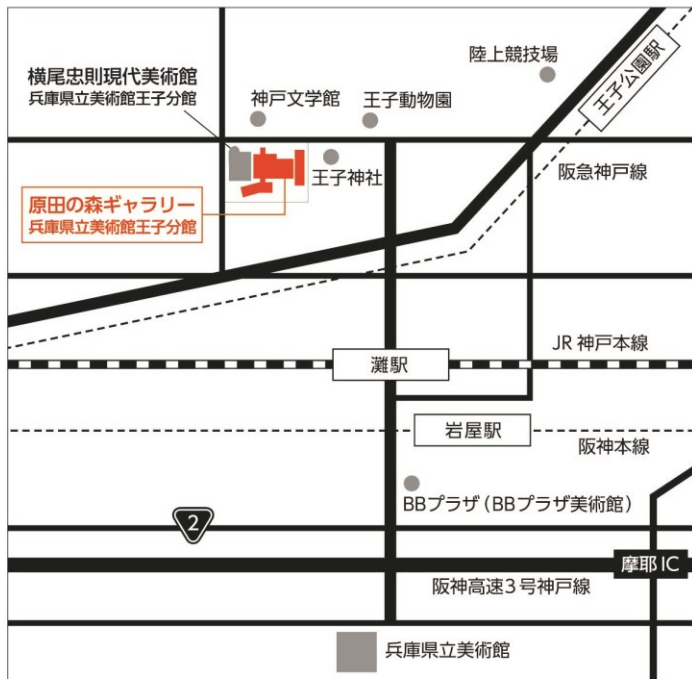 陸上競技場
王子公園駅
横尾忠則現代美術館
兵庫県立美術館王子分館
神戸文学館
王子動物園
王子神社
阪急神戸線
原田の森ギャラリー
兵庫県立美術館王子分館
JR 神戸本線
灘駅
岩屋駅
阪神本線
BBプラザ（BBプラザ美術館）
2
摩耶IC
阪神高速3号神戸線
兵庫県立美術館